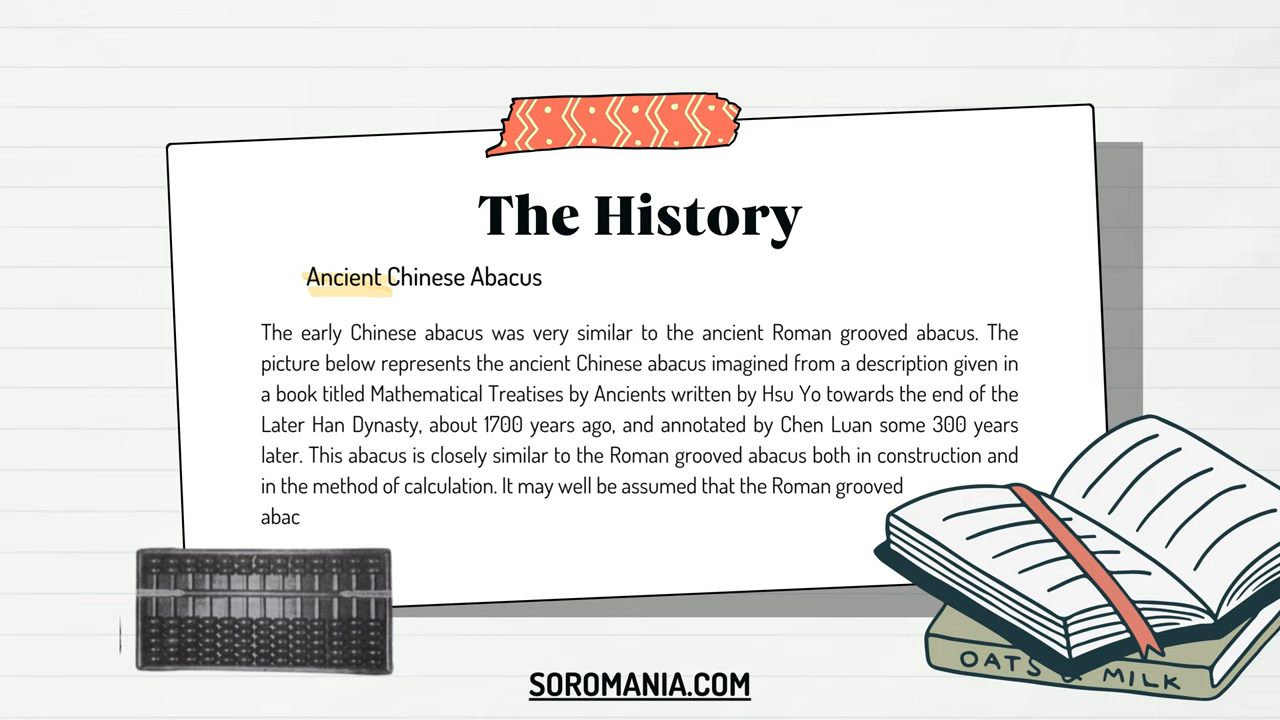 The History
Ancient Chinese Abacus
The early Chinese abacus was very similar to the ancient Roman grooved abacus. The
picture below represents the ancient Chinese abacus imagined from a description given in
a book titled Mathematical Treatises by Ancients written by Hsu Yo towards the end of the
Later Han Dynasty, about 1700 years ago, and annotated by Chen Luan some 300 years
later. This abacus is closely similar to the Roman grooved abacus both in construction and
in the method of calculation. It may well be assumed that the Roman grooved
abac
OATS & MILK
SOROMANIA.COM